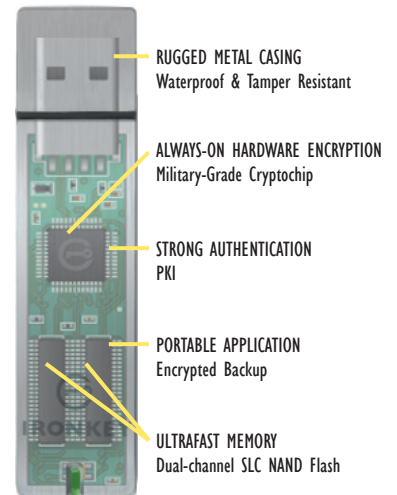 RUGGED METAL CASING
Waterproof & Tamper Resistant
ALWAYS-ON HARDWARE ENCRYPTION
Military-Grade Cryptochip
STRONG AUTHENTICATION
PKI
PORTABLE APPLICATION
Encrypted Backup
IRONKEY
ULTRAFAST MEMORY
Dual-channel SLC NAND Flash